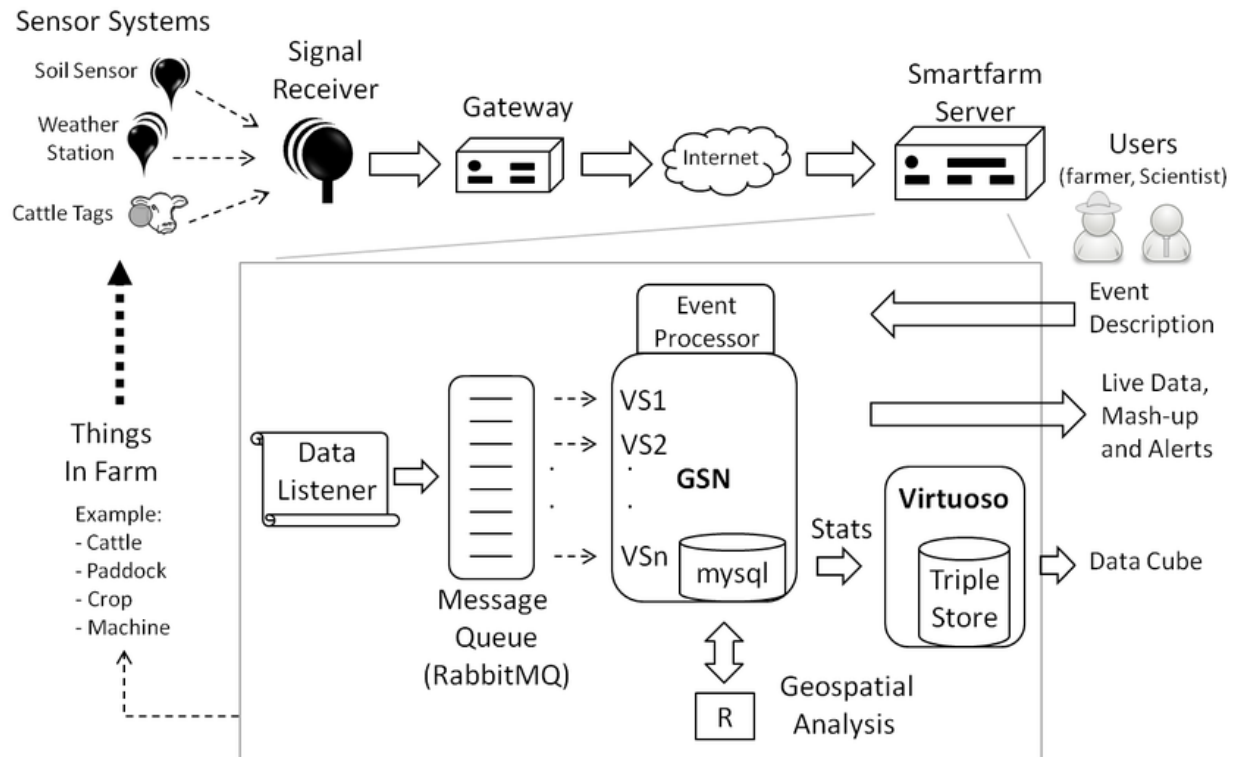 Sensor Systems
Soil Sensor
Weather
Station
Cattle Tags
Signal
Receiver
Gateway
Internet
Smartfarm
Server
Users
(farmer, Scientist)
Things
In Farm
Example:
- Cattle
- Paddock
- Crop
- Machine
Data
Listener
Message
Queue
(RabbitMQ)
Event
Processor
VS1
VS2
GSN
VSn
mysql
R
Geospatial
Analysis
Stats
Virtuoso
Triple
Store
Event
Description
Live Data,
Mash-up
and Alerts
Data Cube